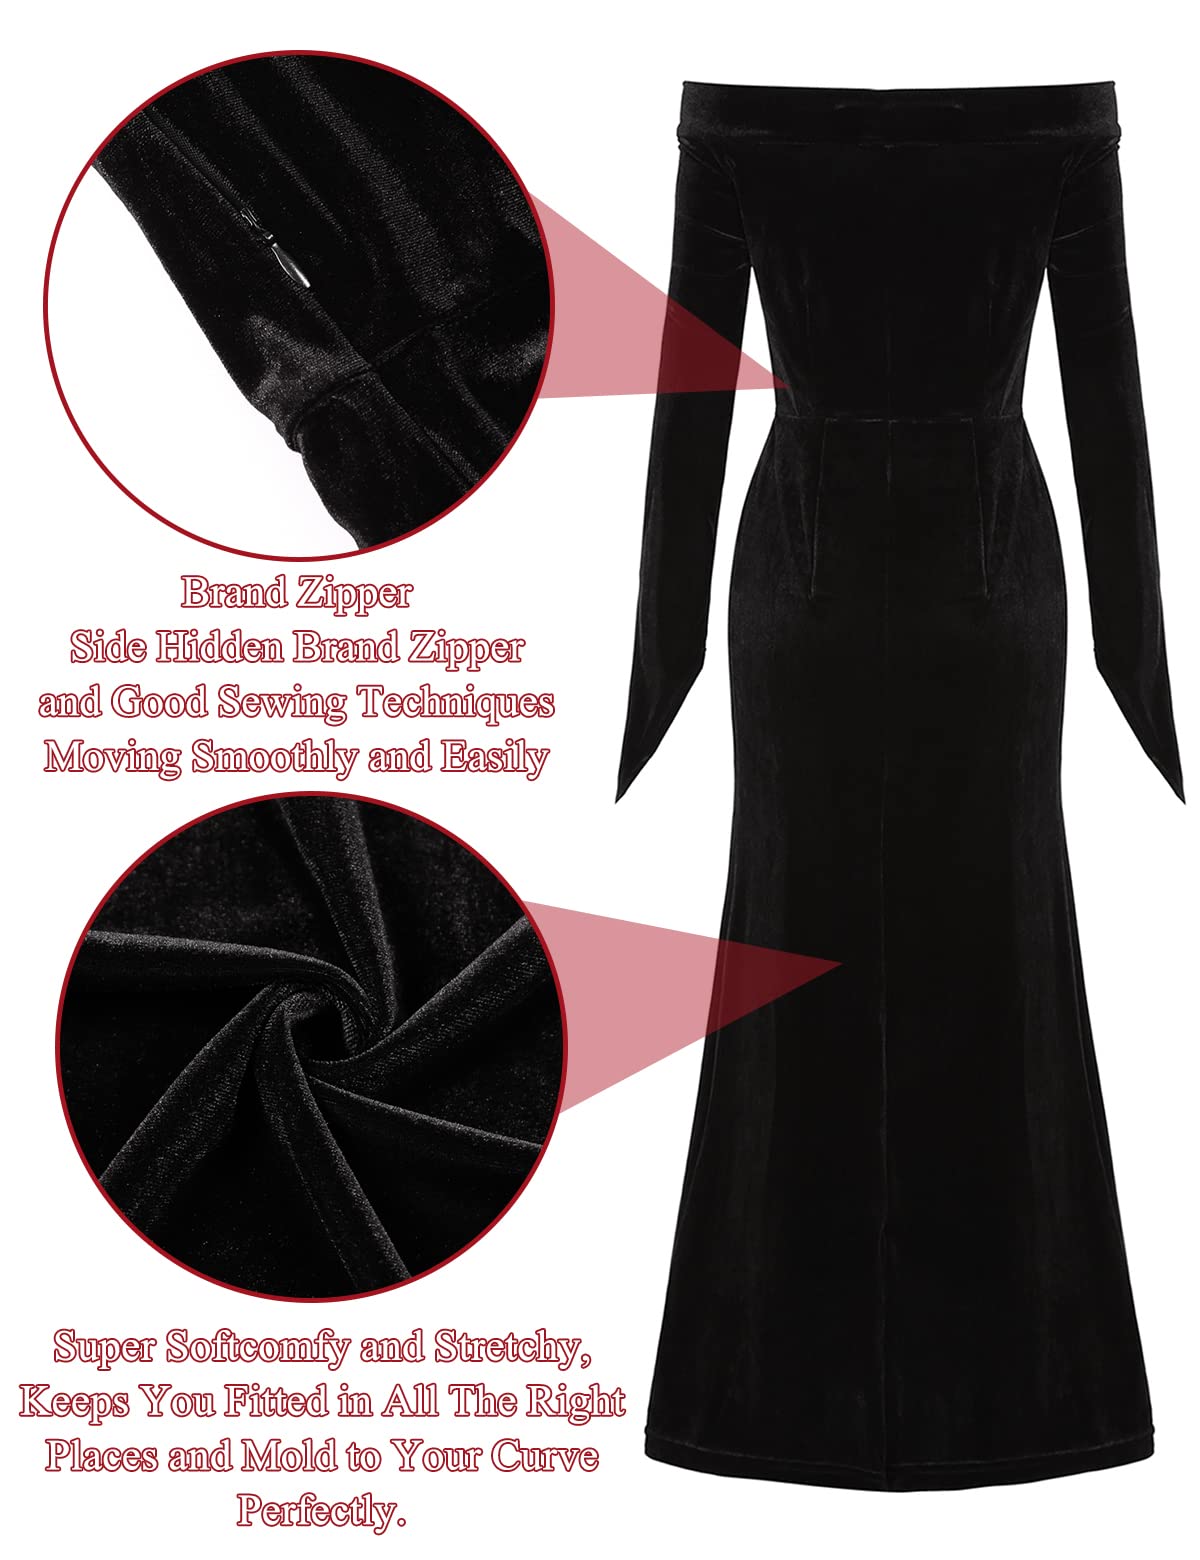 Brand Zipper
Side Hidden Brand Zipper
and Good Sewing Techniques
Moving Smoothly and Easily
Super Softcomfy and Stretchy,
Keeps You Fitted in All The Right
Places and Mold to Your Curve
Perfectly.